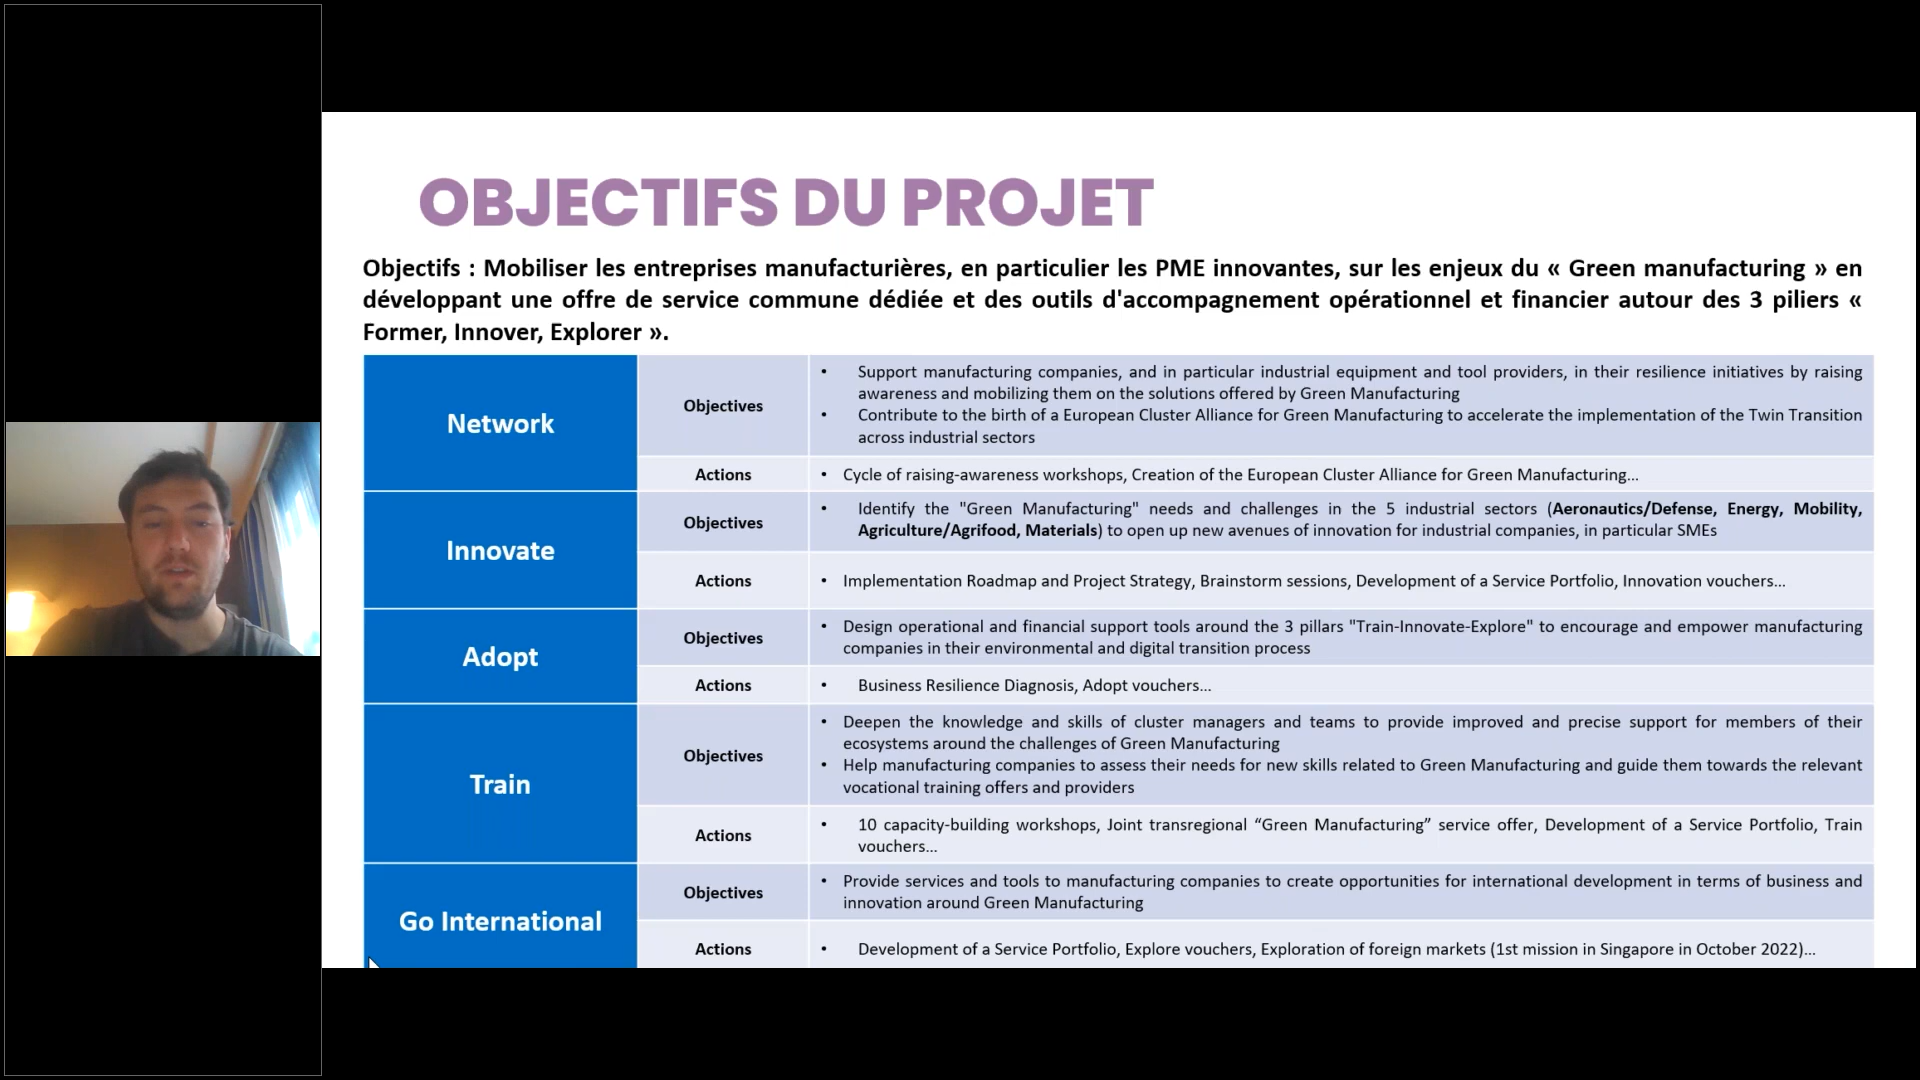 OBJECTIFS DU PROJET
Objectifs : Mobiliser les entreprises manufacturières, en particulier les PME innovantes, sur les enjeux du « Green manufacturing » en
développant une offre de service commune dédiée et des outils d'accompagnement opérationnel et financier autour des 3 piliers «
Former, Innover, Explorer ».
Network
Objectives
• Support manufacturing companies, and in particular industrial equipment and tool providers, in their resilience initiatives by raising
awareness and mobilizing them on the solutions offered by Green Manufacturing
• Contribute to the birth of a European Cluster Alliance for Green Manufacturing to accelerate the implementation of the Twin Transition
across industrial sectors
Actions
• Cycle of raising-awareness workshops, Creation of the European Cluster Alliance for Green Manufacturing...
Innovate
Objectives
• Identify the "Green Manufacturing" needs and challenges in the 5 industrial sectors (Aeronautics/Defense, Energy, Mobility,
Agriculture/Agrifood, Materials) to open up new avenues of innovation for industrial companies, in particular SMEs
Actions
• Implementation Roadmap and Project Strategy, Brainstorm sessions, Development of a Service Portfolio, Innovation vouchers...
Adopt
Objectives
• Design operational and financial support tools around the 3 pillars "Train-Innovate-Explore" to encourage and empower manufacturing
companies in their environmental and digital transition process
Actions
• Business Resilience Diagnosis, Adopt vouchers...
Train
Objectives
• Deepen the knowledge and skills of cluster managers and teams to provide improved and precise support for members of their
ecosystems around the challenges of Green Manufacturing
• Help manufacturing companies to assess their needs for new skills related to Green Manufacturing and guide them towards the relevant
vocational training offers and providers
Actions
• 10 capacity-building workshops, Joint transregional “Green Manufacturing” service offer, Development of a Service Portfolio, Train
vouchers...
Go International
Objectives
• Provide services and tools to manufacturing companies to create opportunities for international development in terms of business and
innovation around Green Manufacturing
Actions
• Development of a Service Portfolio, Explore vouchers, Exploration of foreign markets (1st mission in Singapore in October 2022)...